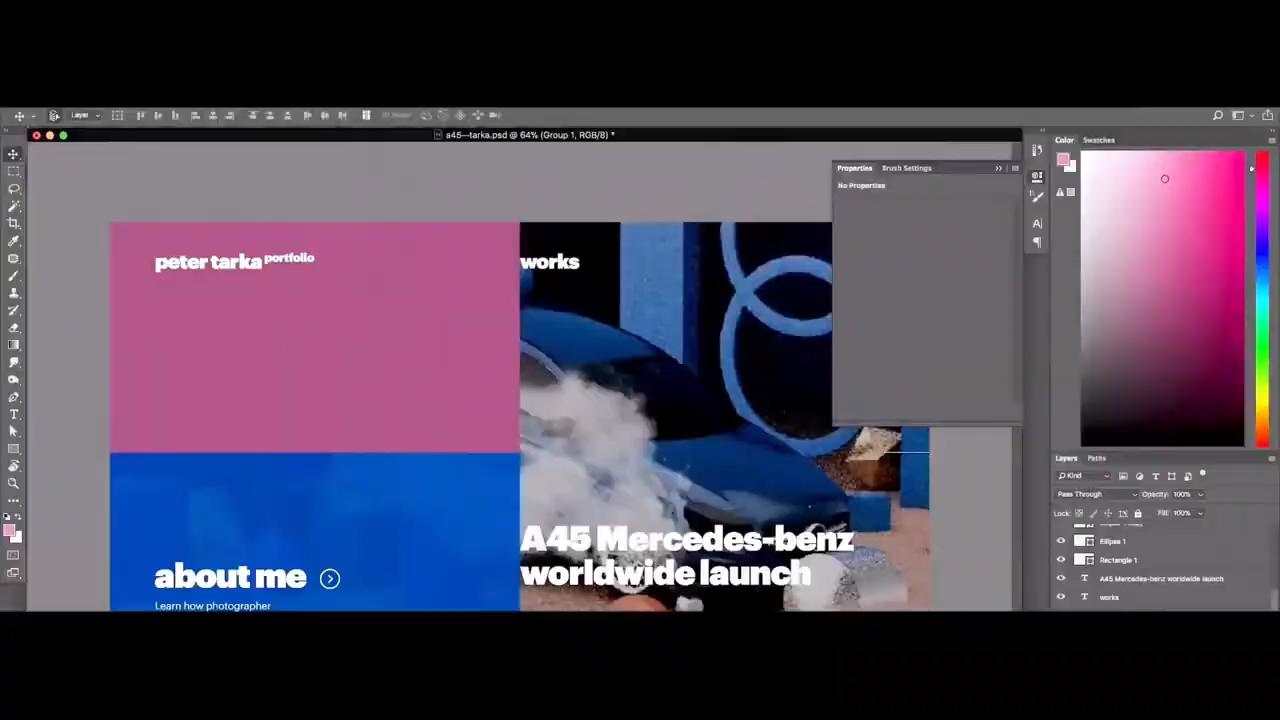 Layer
a45—tarka.psd @ 64% (Group 1, RGB/8) *
Color
Swatches
Properties
Brush Settings
No Properties
peter tarka portfolio
works
A45 Mercedes-benz
worldwide launch
about me
Learn how photographer
Layers
Paths
Kind
Pass Through
Opacity: 100%
Lock:
Fill: 100%
Ellipse 1
Rectangle 1
A45 Mercedes-benz worldwide launch
works